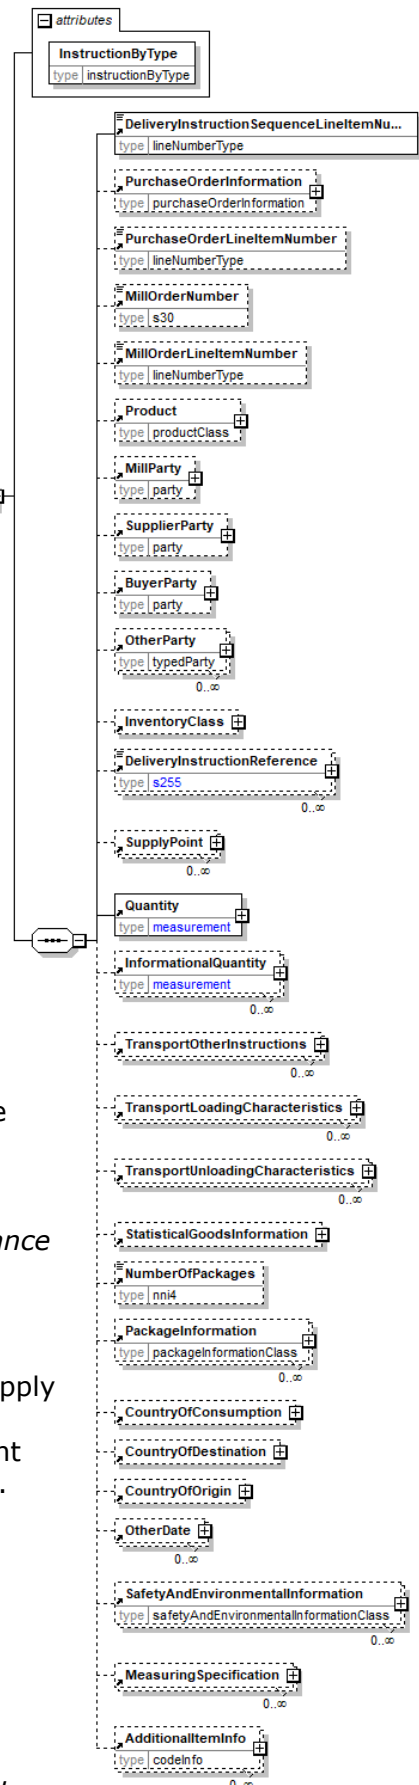 attributes
InstructionByType
type instructionByType
DeliveryInstructionSequenceLineItemNu...
type lineNumberType
PurchaseOrderInformation
type purchaseOrderInformation
PurchaseOrderLineItemNumber
type lineNumberType
MillOrderNumber
type s30
MillOrderLineItemNumber
type lineNumberType
Product
type productClass
MillParty
type party
SupplierParty
type party
BuyerParty
type party
OtherParty
type typedParty
0..∞
InventoryClass
DeliveryInstructionReference
type s255
0..∞
SupplyPoint
0..∞
Quantity
type measurement
InformationalQuantity
type measurement
0..∞
TransportOtherInstructions
0..∞
TransportLoadingCharacteristics
e
0..∞
TransportUnloadingCharacteristics
0..∞
StatisticalGoodsInformation
ance
NumberOfPackages
type nni4
PackageInformation
type packageInformationClass
0..∞
pply
CountryOfConsumption
CountryOfDestination
nt
CountryOfOrigin
.
OtherDate
0..∞
SafetyAndEnvironmentalInformation
type safetyAndEnvironmentalInformationClass
0..∞
MeasuringSpecification
0..∞
AdditionalItemInfo
type codeInfo
0..∞